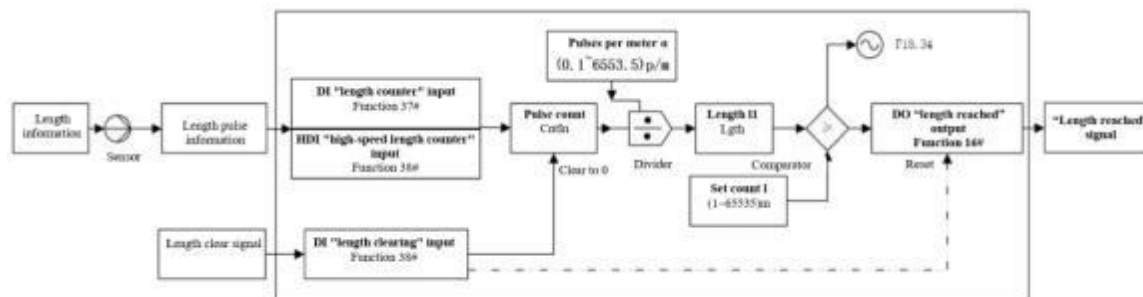 Length
information
Sensor
Length pulse
information
DI "length counter" input
Function 37#
HDI "high-speed length counter"
input
Function 38#
Pulses per meter α
(0.1~6553.5)p/m
Pulse count
CntIn
Clear to 0
Divider
Length l1
Lgth
Comparator
Set count l
(1~65535)m
DO "length reached"
output
Function 16#
Reset
"Length reached
signal
Length clear signal
DI "length clearing" input
Function 38#